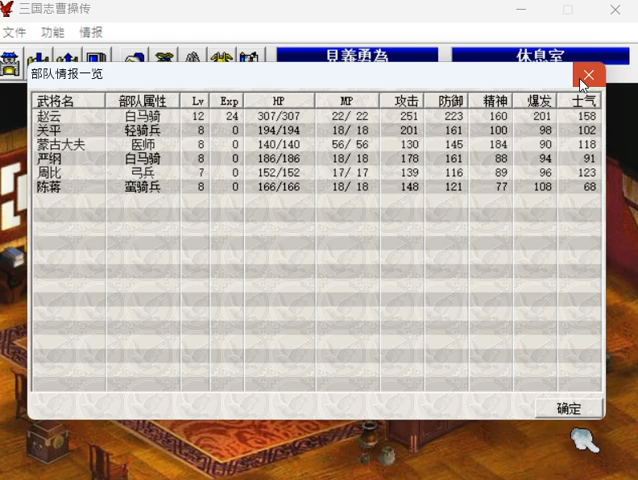 三国志曹操传
文件 功能 情报
見義勇為 休息室
部队情报一览
武将名 部队属性 Lv Exp HP MP 攻击 防御 精神 爆发 士气
赵云 白马骑 12 24 307/307 22/ 22 251 223 160 201 158
关平 轻骑兵 8 0 194/194 18/ 18 201 161 100 98 102
蒙古大夫 医师 8 0 140/140 56/ 56 130 145 184 90 118
严纲 白马骑 8 0 186/186 18/ 18 178 161 88 94 91
周比 弓兵 7 0 152/152 17/ 17 139 116 89 96 123
陈蒋 蛮骑兵 8 0 166/166 18/ 18 148 121 77 108 68
确定